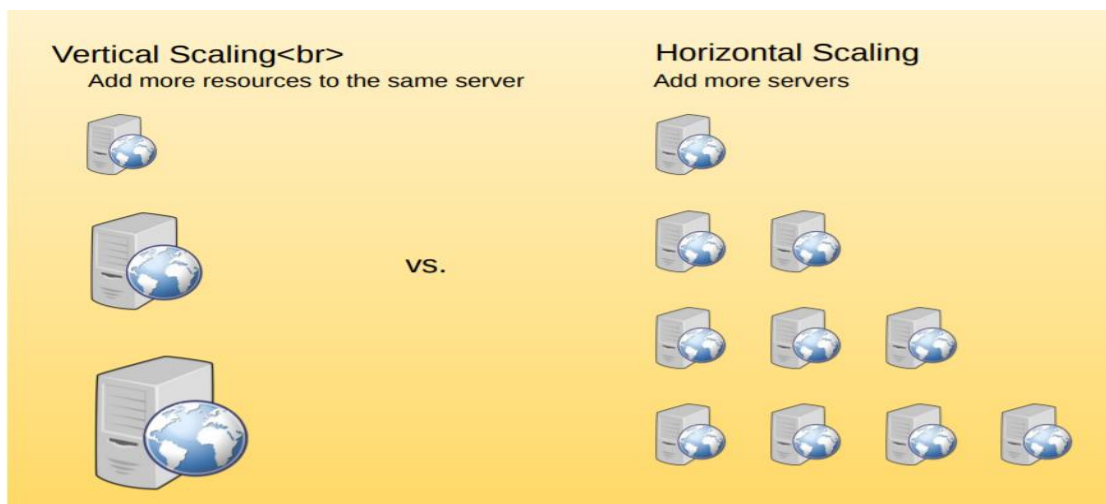 Vertical Scaling<br>
Add more resources to the same server
vs.
Horizontal Scaling
Add more servers